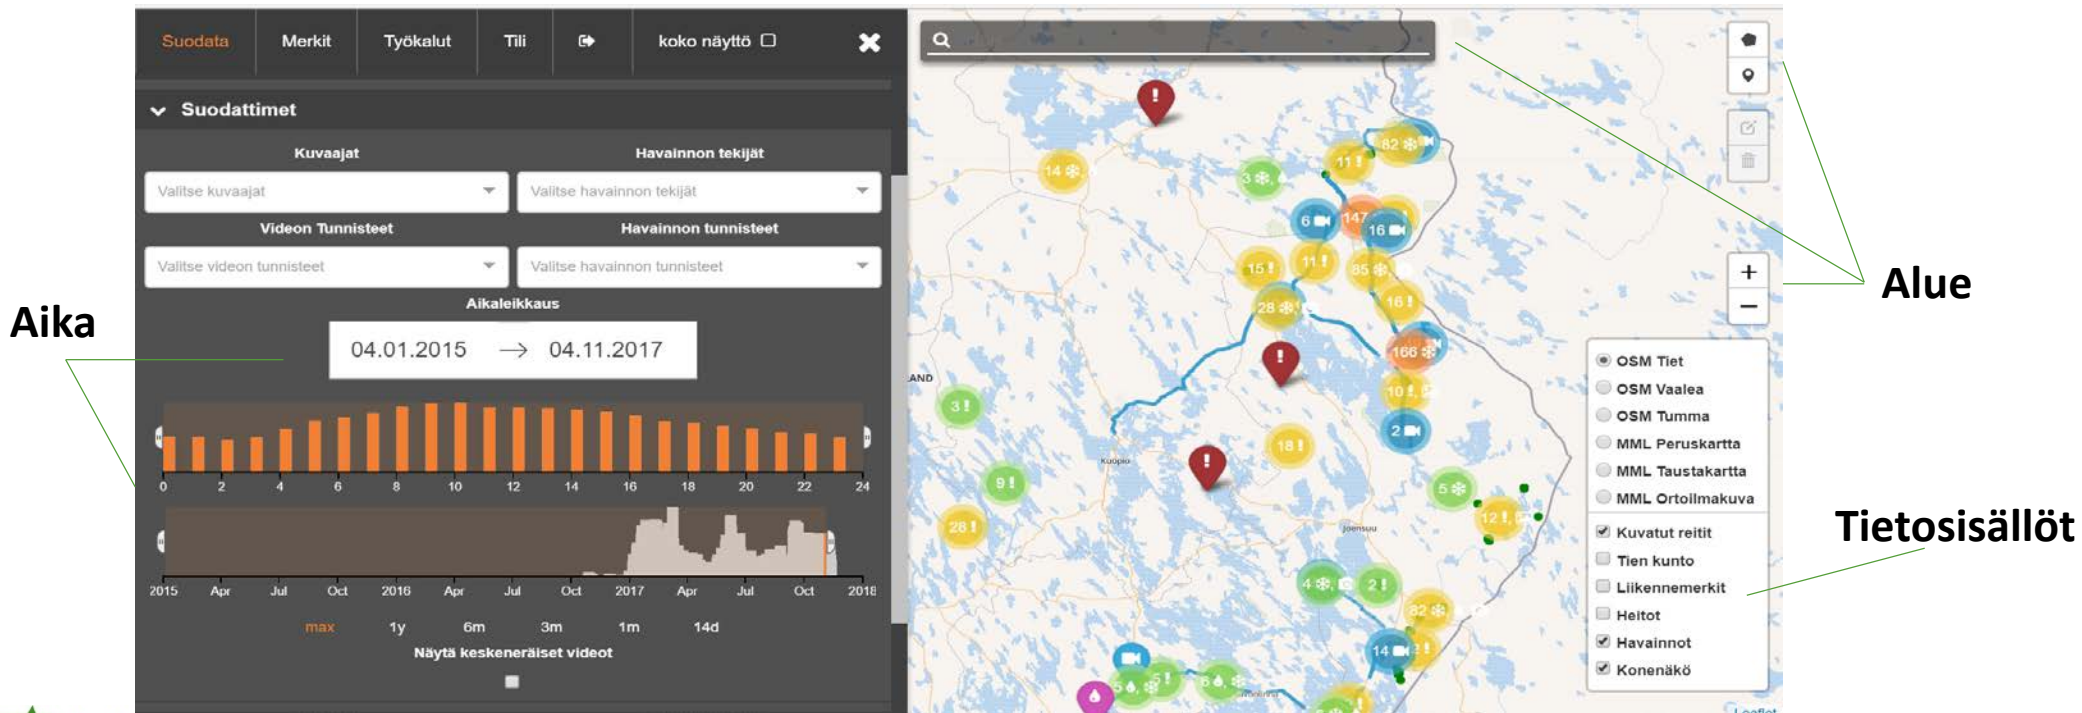 Suodata Merkit Työkalut Tili koko näyttö
Suodattimet
Kuvaajat Havainnon tekijät
Valitse kuvaajat Valitse havainnon tekijät
Videon Tunnisteet Havainnon tunnisteet
Valitse videon tunnisteet Valitse havainnon tunnisteet
Aikaleikkaus
04.01.2015 → 04.11.2017
0 2 4 6 8 10 12 14 16 18 20 22 24
2015 Apr Jul Oct 2016 Apr Jul Oct 2017 Apr Jul Oct 2018
max 1y 6m 3m 1m 14d
Näytä keskeneräiset videot
Aika
Alue
Tietosisällöt
82
11 !
14
3
6
147
16
15 !
11 !
85
28
16 !
166
AND
3 !
10 !
2
18 !
Kuopio
9 !
5
28 !
12 !
Joensuu
4
2 !
82
14
5
6
+
−
OSM Tiet
OSM Vaalea
OSM Tumma
MML Peruskartta
MML Taustakartta
MML Ortoilmakuva
Kuvatut reitit
Tien kunto
Liikennemerkit
Heitot
Havainnot
Konenäkö
Leaflet